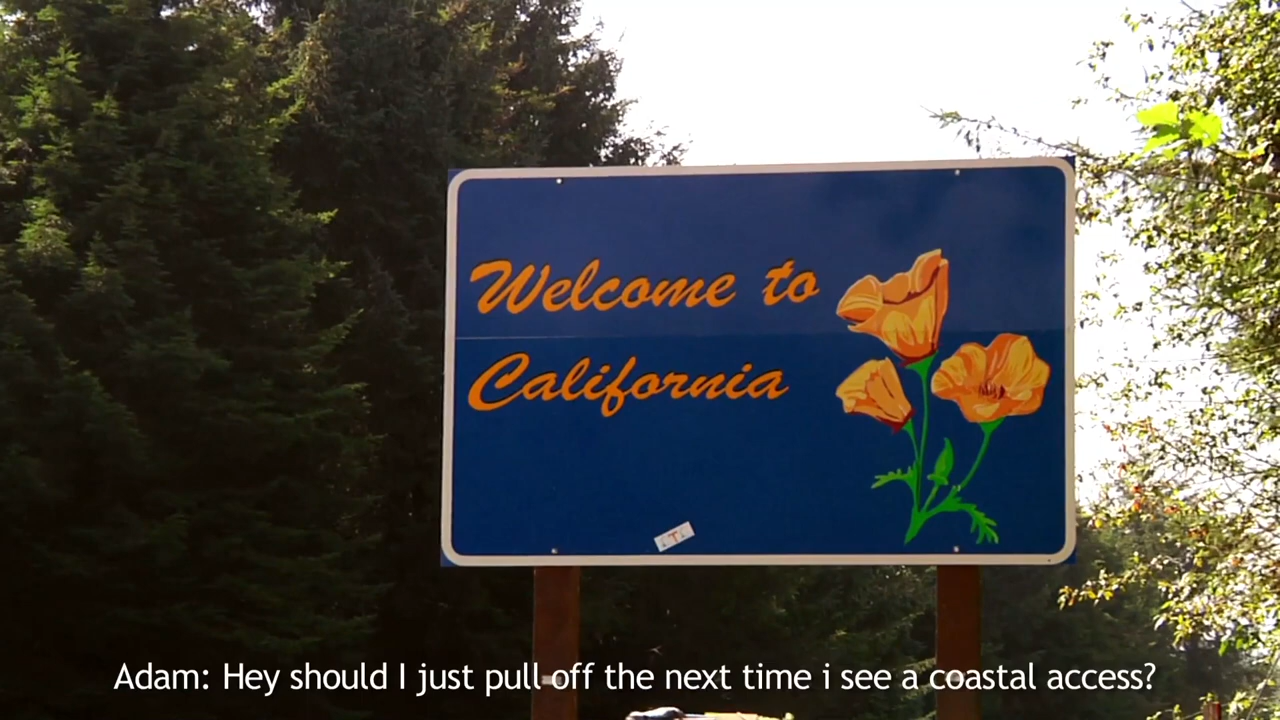 Welcome to
California
Adam: Hey should I just pull off the next time i see a coastal access?